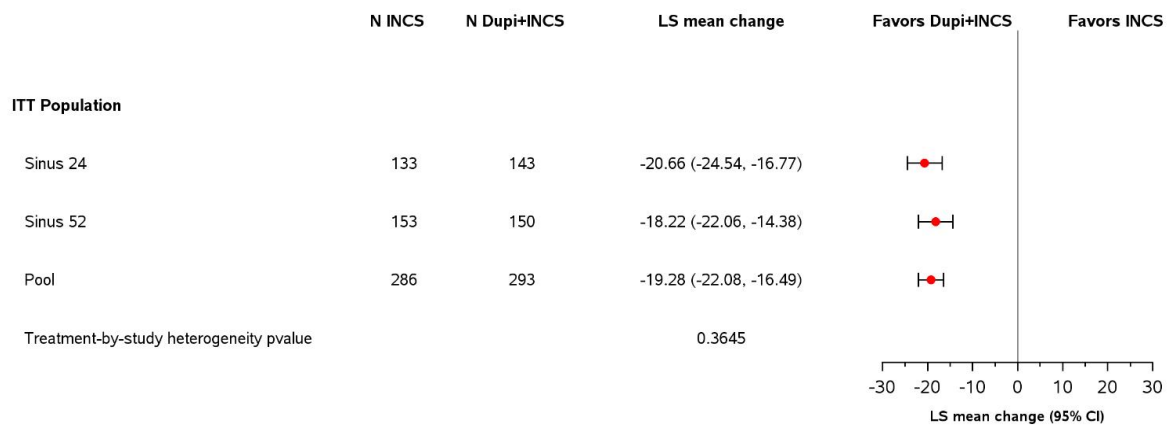 N INCS N Dupi+INCS LS mean change Favors Dupi+INCS Favors INCS
ITT Population
Sinus 24 133 143 -20.66 (-24.54, -16.77)
Sinus 52 153 150 -18.22 (-22.06, -14.38)
Pool 286 293 -19.28 (-22.08, -16.49)
Treatment-by-study heterogeneity pvalue 0.3645
-30 -20 -10 0 10 20 30
LS mean change (95% CI)